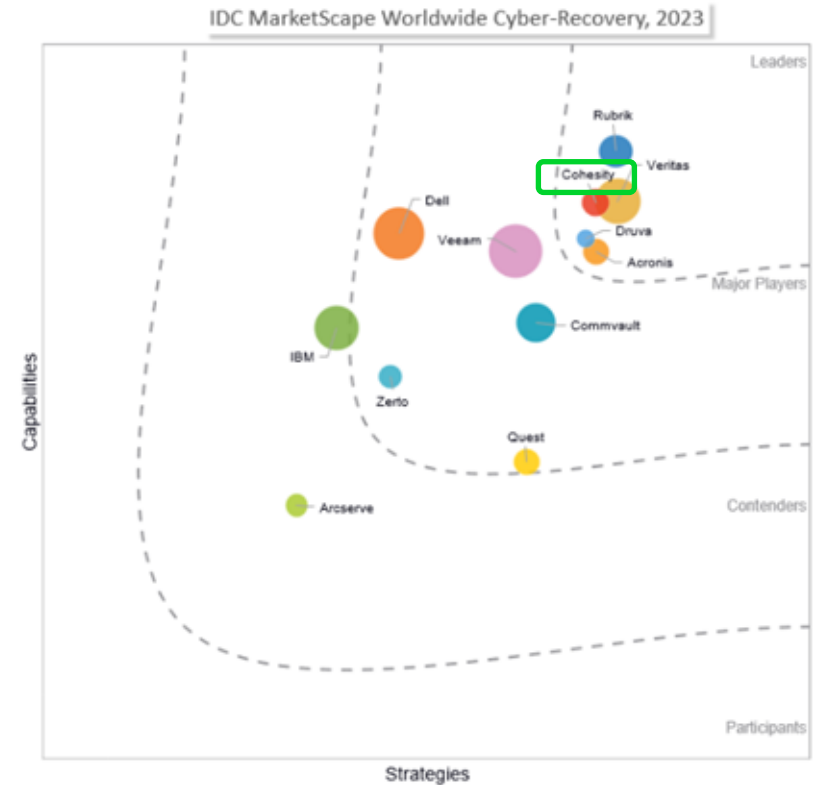 IDC MarketScape Worldwide Cyber-Recovery, 2023
Leaders
Rubrik
Veritas
Cohesity
Dell
Druva
Veeam
Acronis
Major Players
Commvault
IBM
Zerto
Quest
Contenders
Arcserve
Participants
Capabilities
Strategies